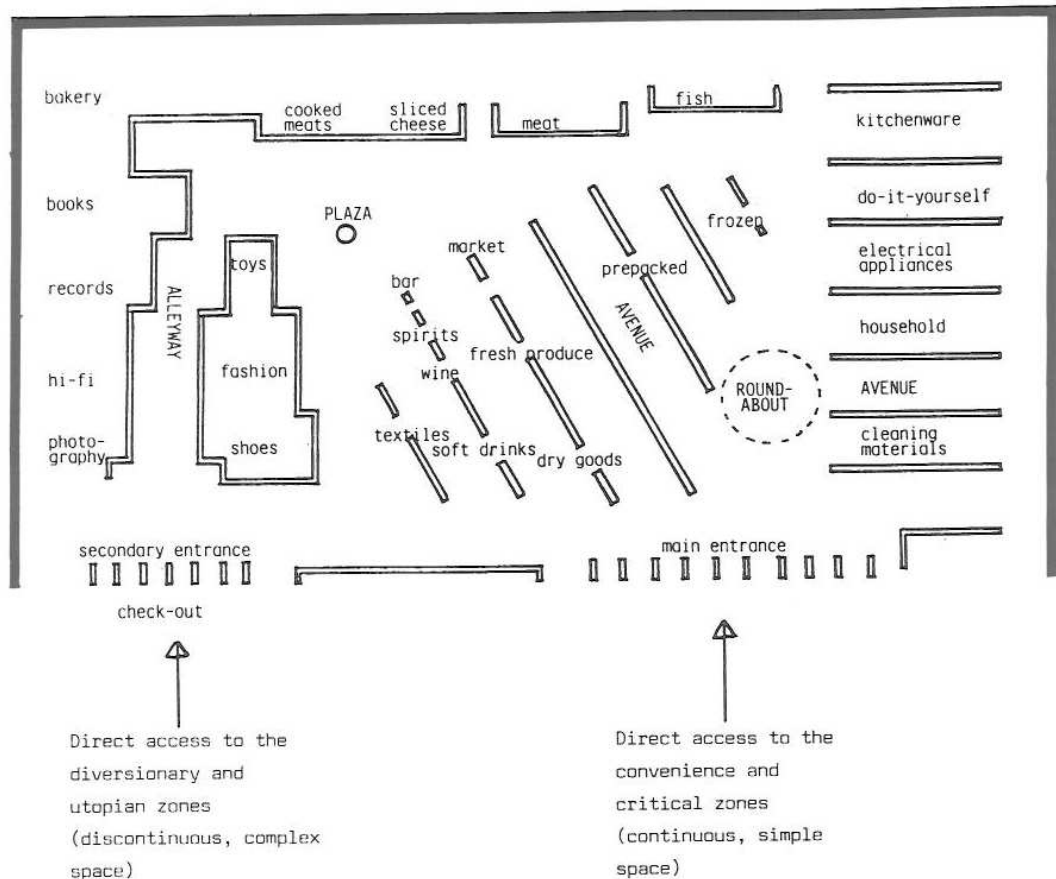 bakery
cooked
meats
sliced
cheese
meat
fish
kitchenware
books
PLAZA
do-it-yourself
frozen
toys
market
prepacked
electrical
appliances
records
ALLEYWAY
bar
spirits
AVENUE
household
fresh produce
wine
hi-fi
fashion
ROUND-
ABOUT
AVENUE
photo-
graphy
shoes
textiles
soft drinks
dry goods
cleaning
materials
secondary entrance
main entrance
check-out
Direct access to the
diversionary and
utopian zones
(discontinuous, complex
space)
Direct access to the
convenience and
critical zones
(continuous, simple
space)